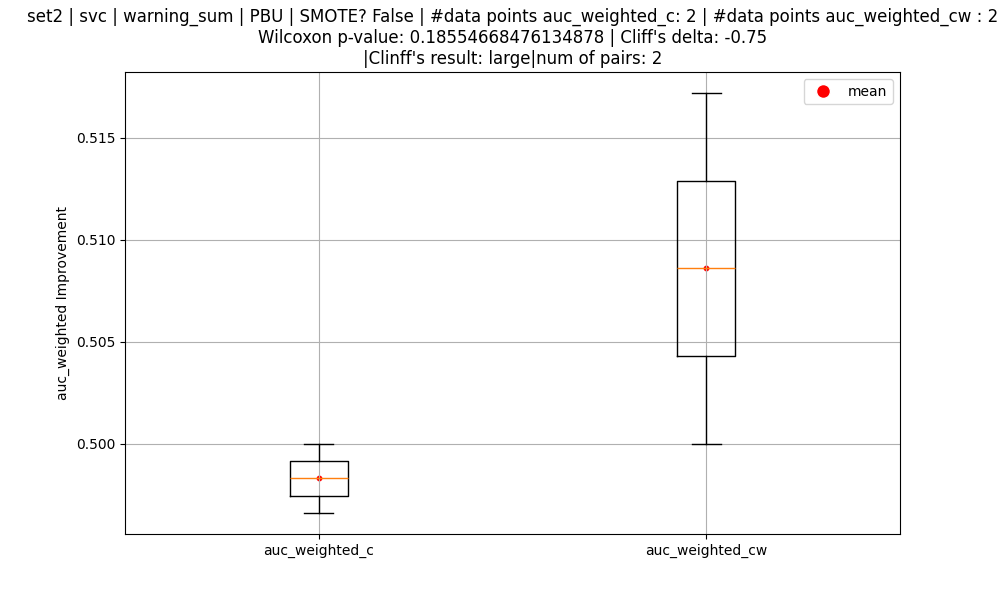 set2 | svc | warning_sum | PBU | SMOTE? False | #data points auc_weighted_c: 2 | #data points auc_weighted_cw : 2
Wilcoxon p-value: 0.18554668476134878 | Cliff's delta: -0.75
|Clinff's result: large|num of pairs: 2
mean
auc_weighted Improvement
0.515
0.510
0.505
0.500
auc_weighted_c
auc_weighted_cw